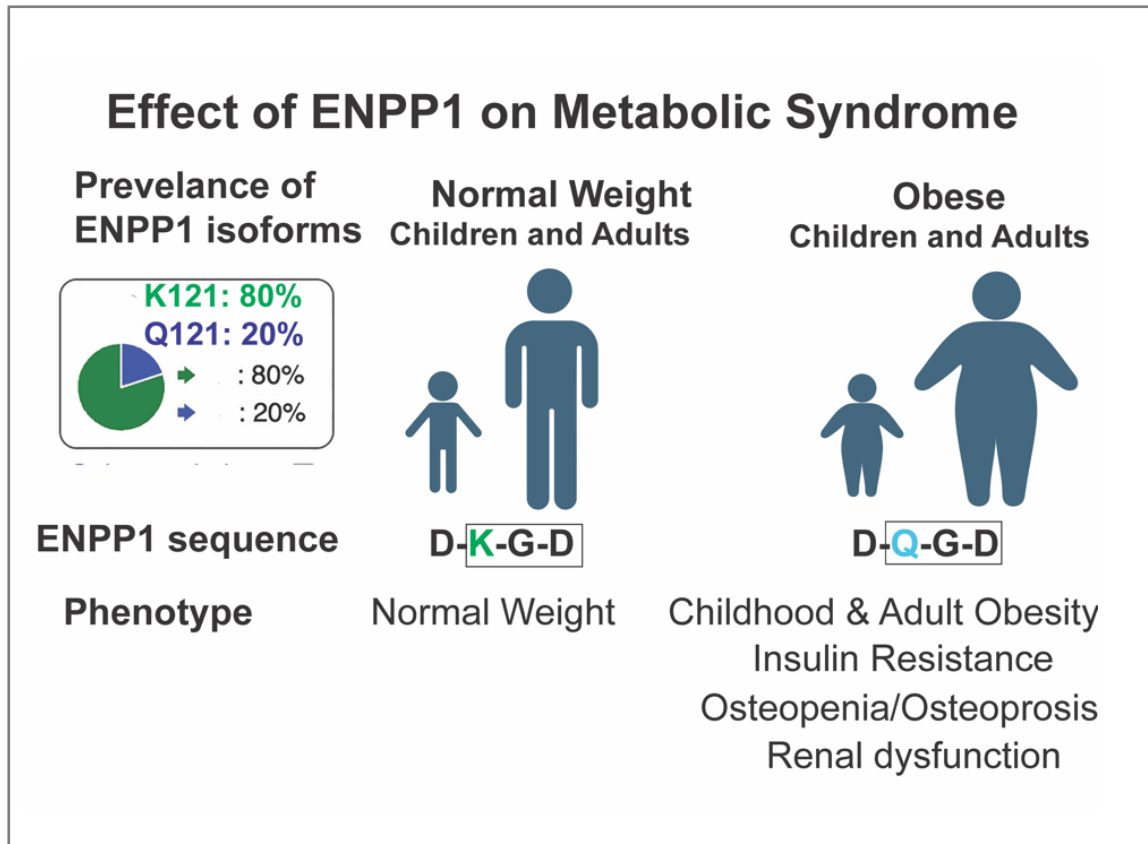 Effect of ENPP1 on Metabolic Syndrome
Prevelance of
ENPP1 isoforms
K121: 80%
Q121: 20%
: 80%
: 20%
Normal Weight
Children and Adults
Obese
Children and Adults
ENPP1 sequence
D-K-G-D
D-Q-G-D
Phenotype
Normal Weight
Childhood & Adult Obesity
Insulin Resistance
Osteopenia/Osteoprosis
Renal dysfunction